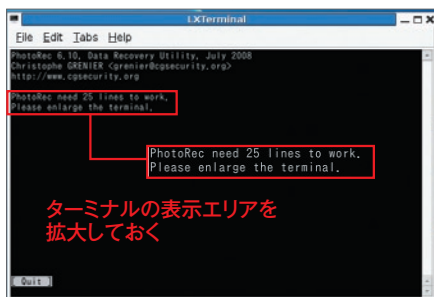 LXTerminal
File Edit Tabs Help
PhotoRec 6.10, Data Recovery Utility, July 2008
Christophe GRENIER <grenier@cgsecurity.org>
http://www.cgsecurity.org
PhotoRec need 25 lines to work.
Please enlarge the terminal.
PhotoRec need 25 lines to work.
Please enlarge the terminal.
ターミナルの表示エリアを
拡大しておく
[ Quit ]